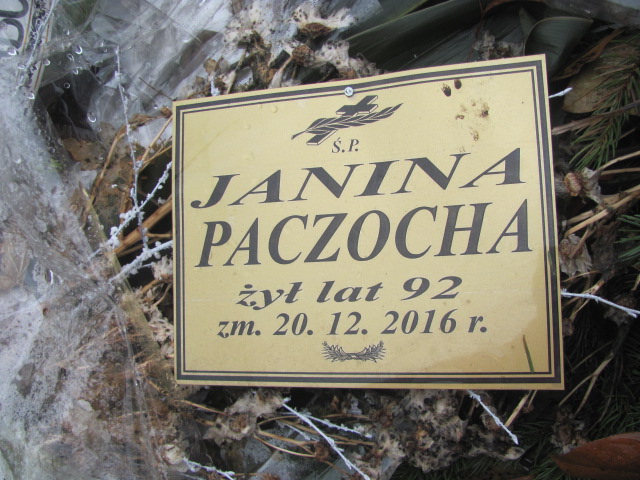 Ś.P.
JANINA
PACZOCHA
żył lat 92
zm. 20. 12. 2016 r.